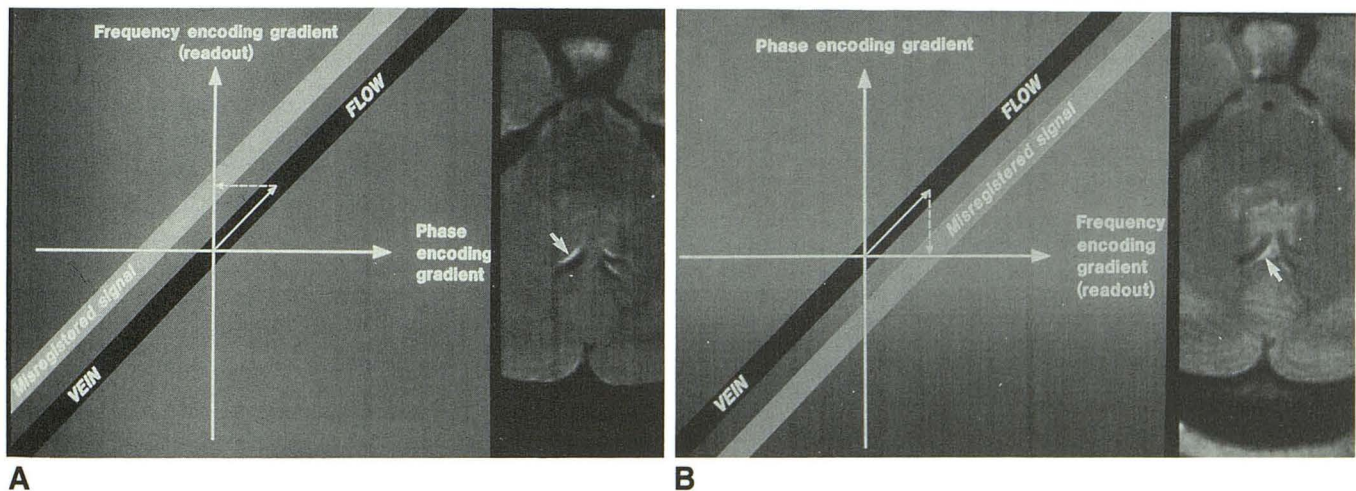 Frequency encoding gradient
(readout)
FLOW
Phase
encoding
gradient
Misregistered signal
VEIN
A
Phase encoding gradient
FLOW
Misregistered signal
Frequency
encoding
gradient
(readout)
VEIN
B